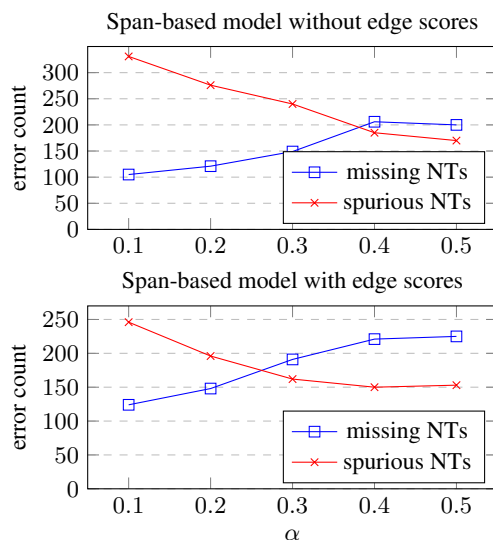 Span-based model without edge scores
300
250
200
150
100
50
0
error count
missing NTs
spurious NTs
0.1 0.2 0.3 0.4 0.5
Span-based model with edge scores
250
200
150
100
50
0
error count
missing NTs
spurious NTs
0.1 0.2 0.3 0.4 0.5
α